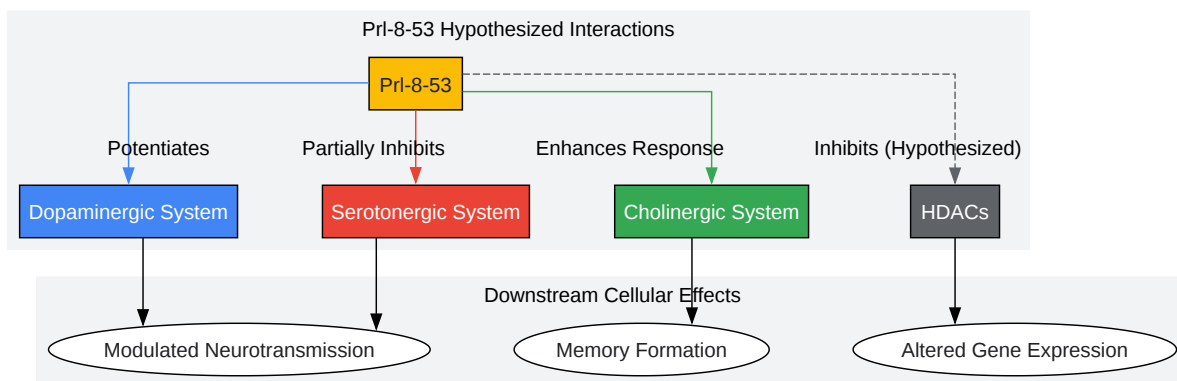 Prl-8-53 Hypothesized Interactions
Prl-8-53
Potentiates
Partially Inhibits
Enhances Response
Inhibits (Hypothesized)
Dopaminergic System
Serotonergic System
Cholinergic System
HDACs
Downstream Cellular Effects
Modulated Neurotransmission
Memory Formation
Altered Gene Expression